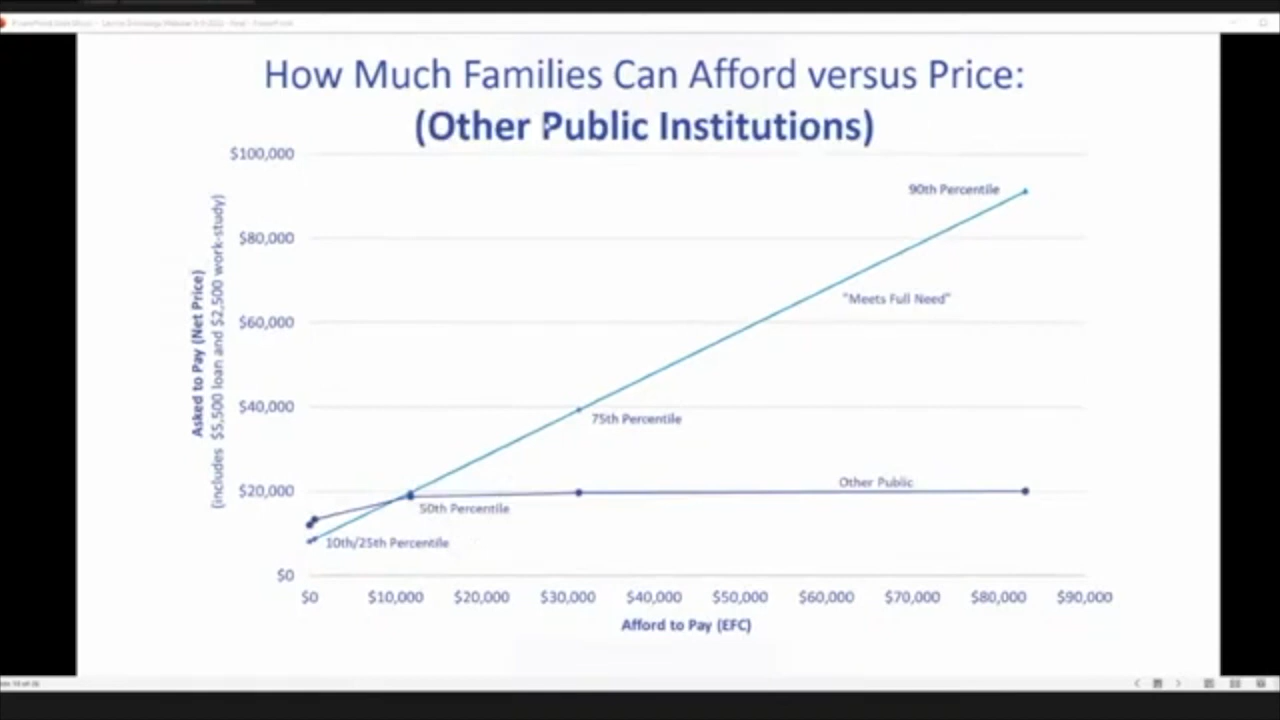 How Much Families Can Afford versus Price:
(Other Public Institutions)
$100,000
$80,000
$60,000
$40,000
$20,000
$0
Asked to Pay (Net Price)
(includes $5,500 loan and $2,500 work-study)
90th Percentile
"Meets Full Need"
75th Percentile
Other Public
50th Percentile
10th/25th Percentile
$0 $10,000 $20,000 $30,000 $40,000 $50,000 $60,000 $70,000 $80,000 $90,000
Afford to Pay (EFC)